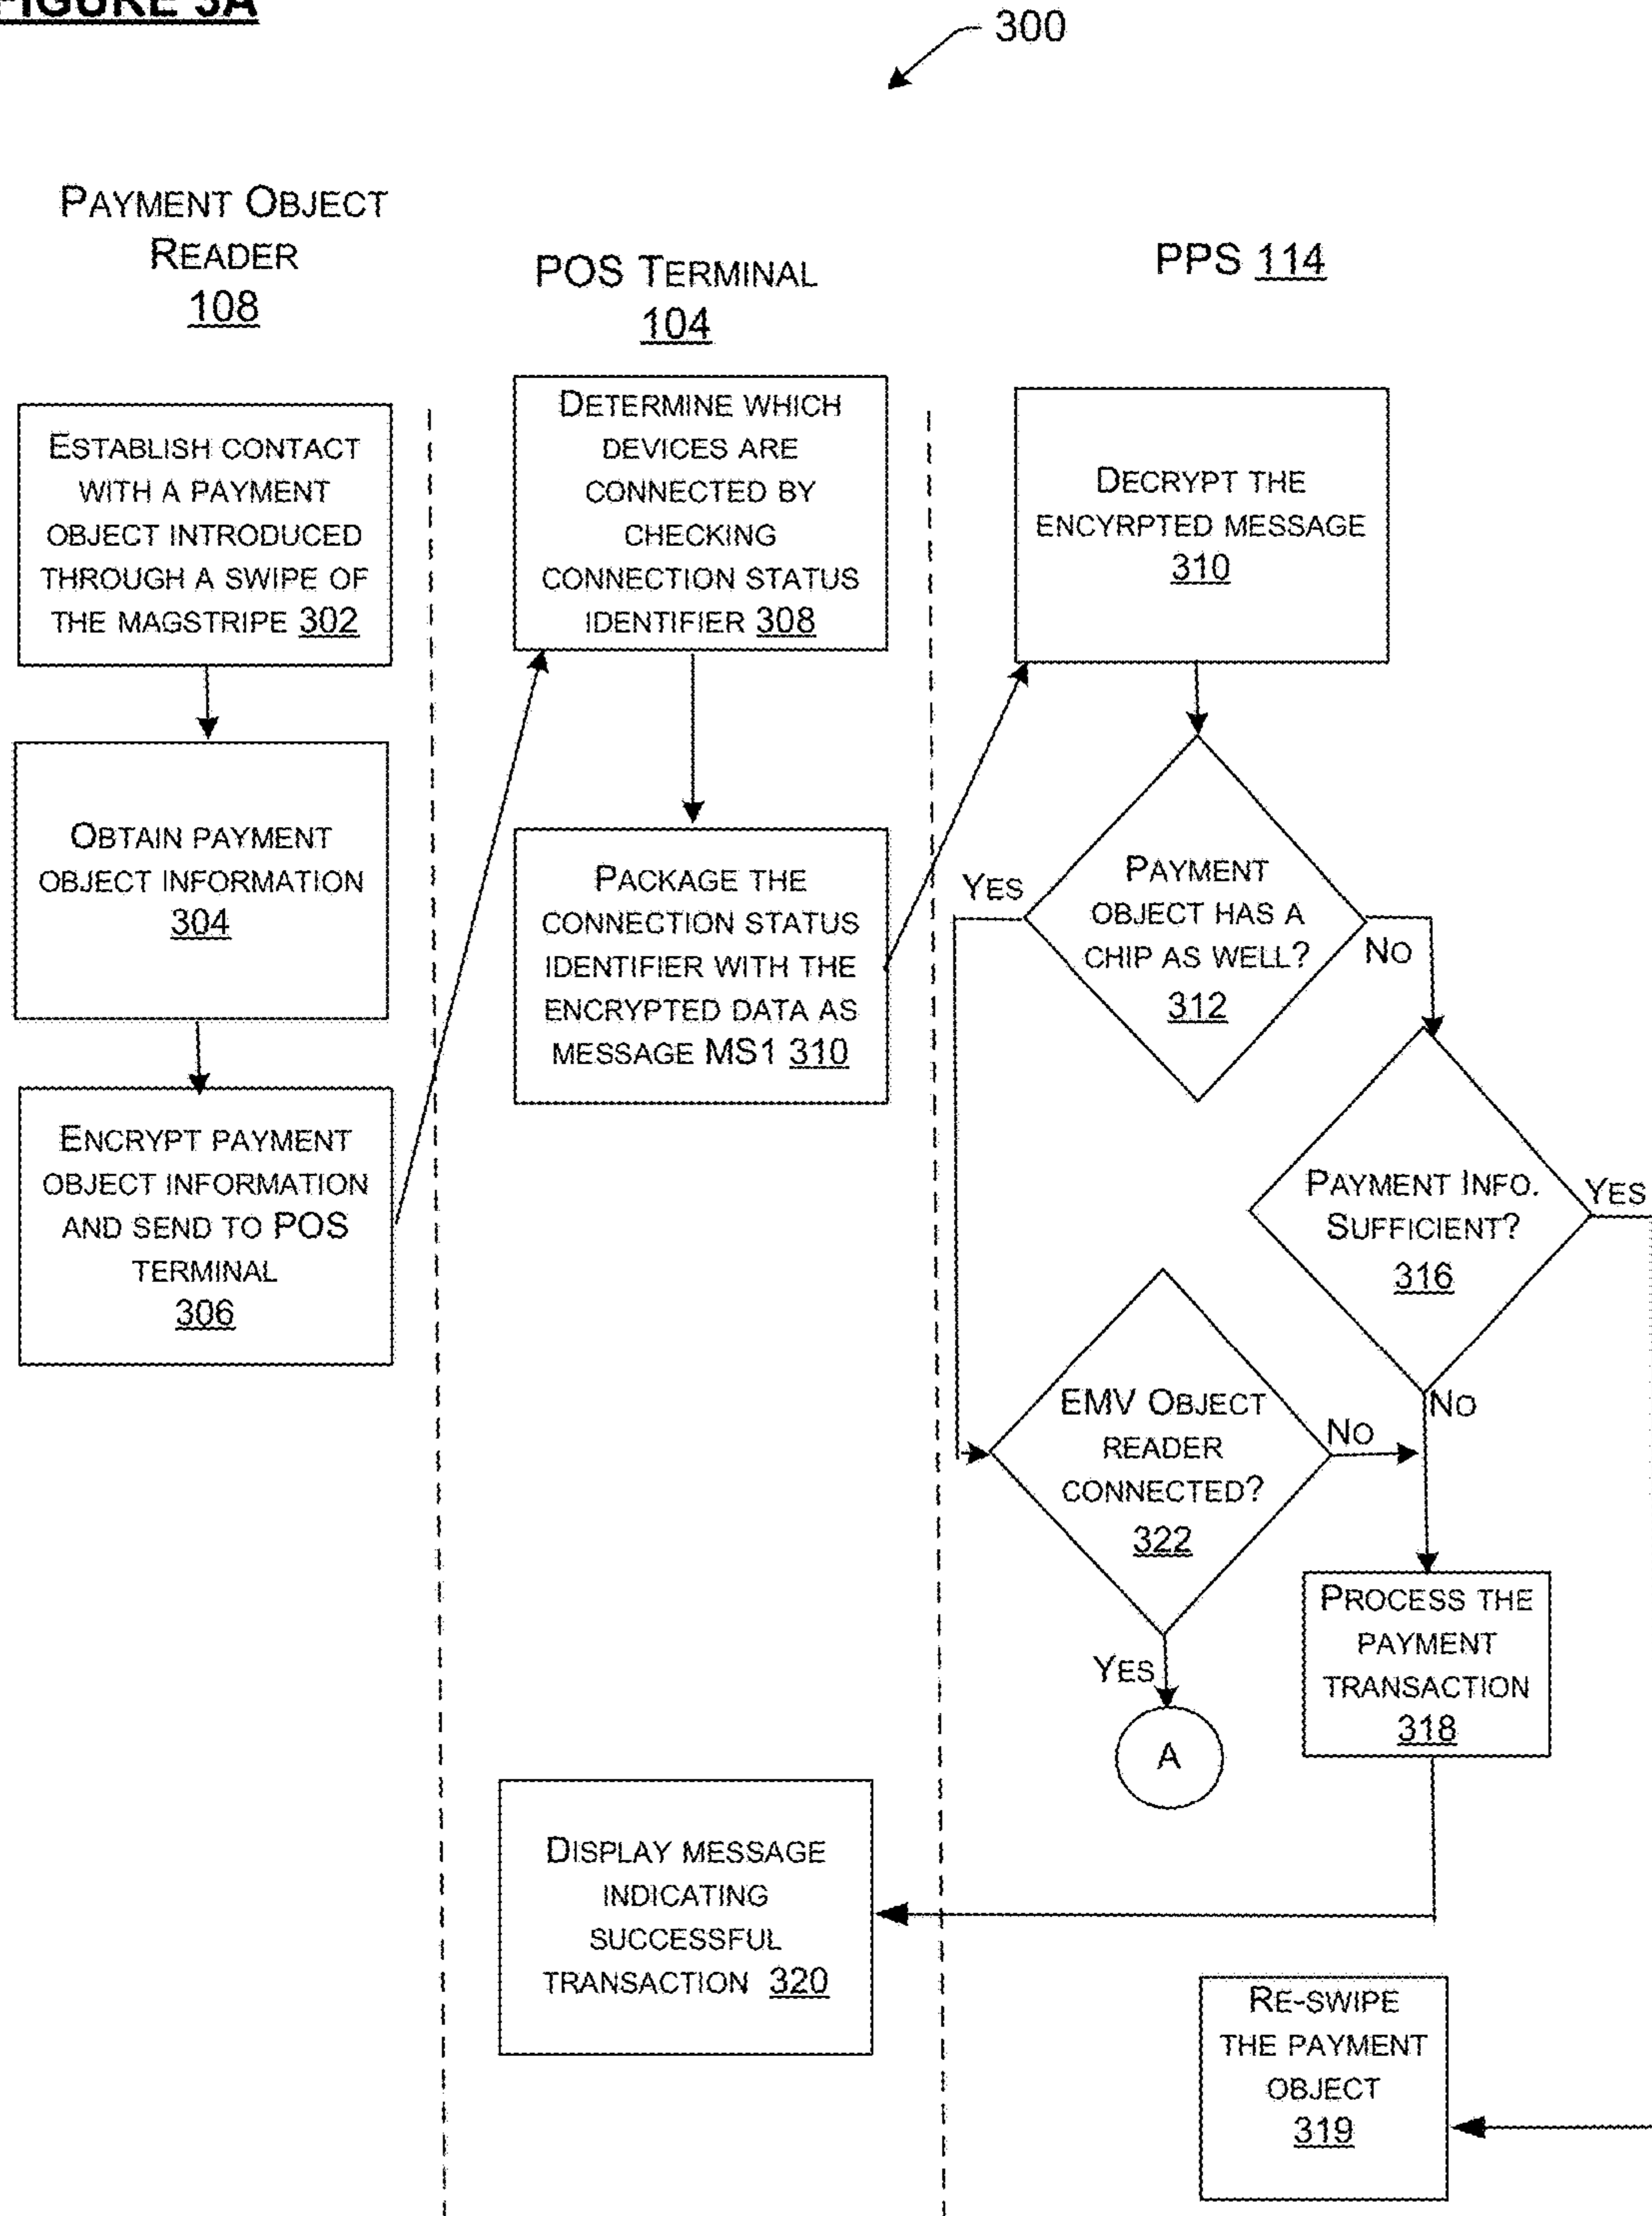 FIGURE 3A
300
PAYMENT OBJECT
READER
108
POS TERMINAL
104
PPS 114
ESTABLISH CONTACT
WITH A PAYMENT
OBJECT INTRODUCED
THROUGH A SWIPE OF
THE MAGSTRIPE 302
OBTAIN PAYMENT
OBJECT INFORMATION
304
ENCRYPT PAYMENT
OBJECT INFORMATION
AND SEND TO POS
TERMINAL
306
DETERMINE WHICH
DEVICES ARE
CONNECTED BY
CHECKING
CONNECTION STATUS
IDENTIFIER 308
PACKAGE THE
CONNECTION STATUS
IDENTIFIER WITH THE
ENCRYPTED DATA AS
MESSAGE MS1 310
DECRYPT THE
ENCYRPTED MESSAGE
310
PAYMENT
OBJECT HAS A
CHIP AS WELL?
312
YES
NO
PAYMENT INFO.
SUFFICIENT?
316
YES
NO
EMV OBJECT
READER
CONNECTED?
322
NO
YES
A
PROCESS THE
PAYMENT
TRANSACTION
318
DISPLAY MESSAGE
INDICATING
SUCCESSFUL
TRANSACTION 320
RE-SWIPE
THE PAYMENT
OBJECT
319